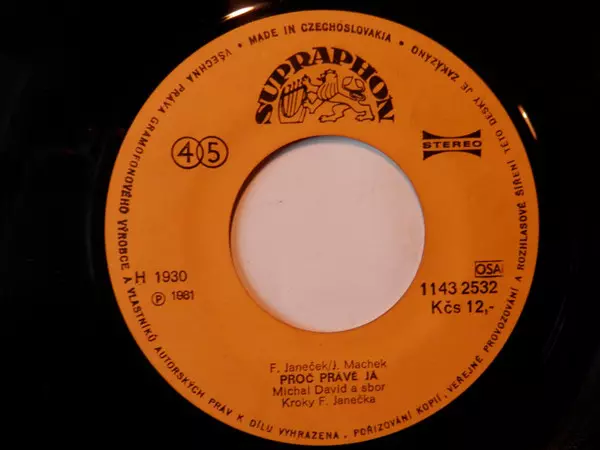 MADE IN CZECHOSLOVAKIA • VŠECHNA PRÁVA GRAMOFONOVÉHO VÝROBCE A VLASTNÍKŮ AUTORSKÝCH PRÁV K DÍLU VYHRAZENA. POŘIZOVÁNÍ KOPIÍ, VEŘEJNÉ PROVOZOVÁNÍ A ROZHLASOVÉ ŠÍŘENÍ TÉTO DESKY JE ZAKÁZÁNO
SUPRAPHON
45
STEREO
H 1930
Ⓟ 1981
OSA
1143 2532
Kčs 12,-
F. Janeček/J. Machek
PROČ PRÁVĚ JÁ
Michal David a sbor
Kroky F. Janečka